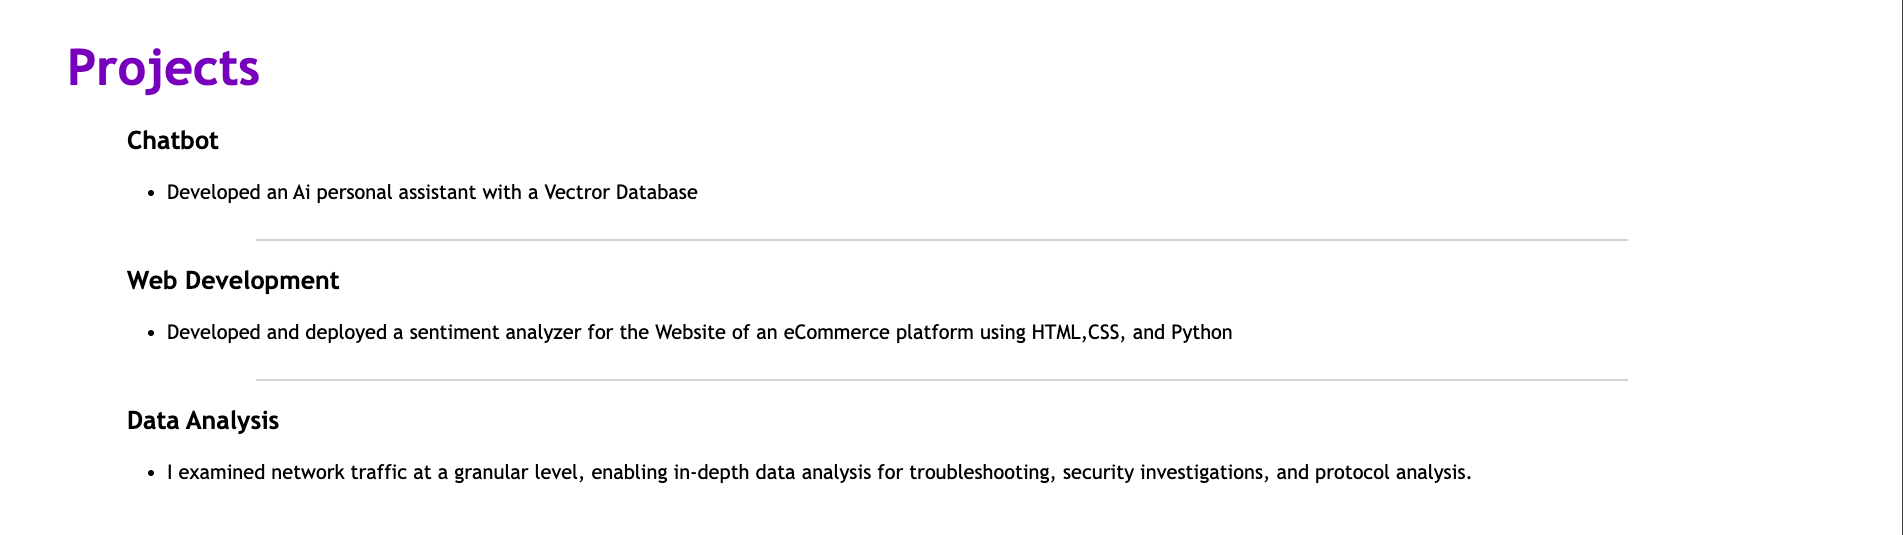 Projects
Chatbot
• Developed an Ai personal assistant with a Vectror Database
Web Development
• Developed and deployed a sentiment analyzer for the Website of an eCommerce platform using HTML,CSS, and Python
Data Analysis
• I examined network traffic at a granular level, enabling in-depth data analysis for troubleshooting, security investigations, and protocol analysis.